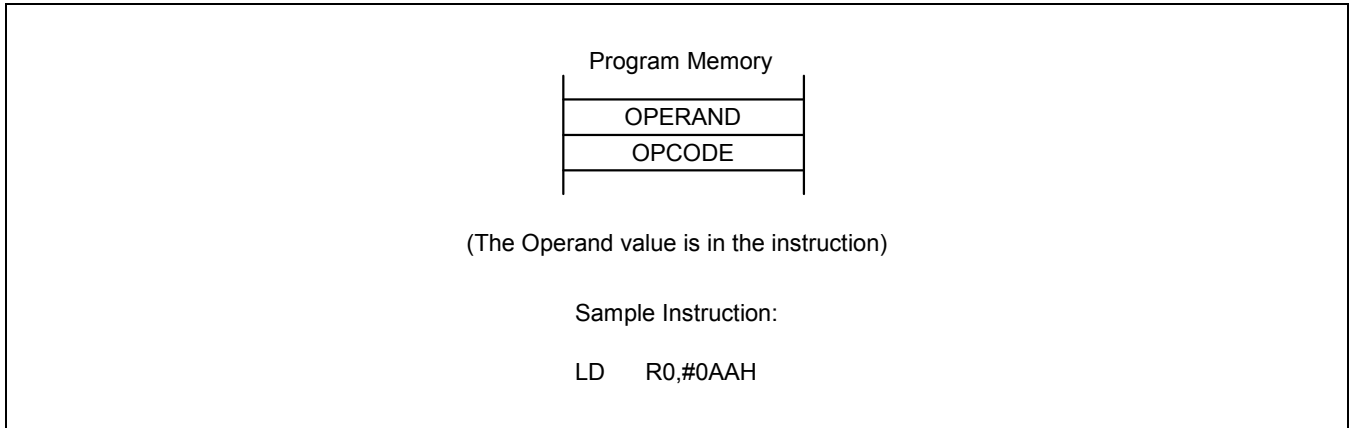 Program Memory
OPERAND
OPCODE
(The Operand value is in the instruction)
Sample Instruction:
LD R0,#0AAH